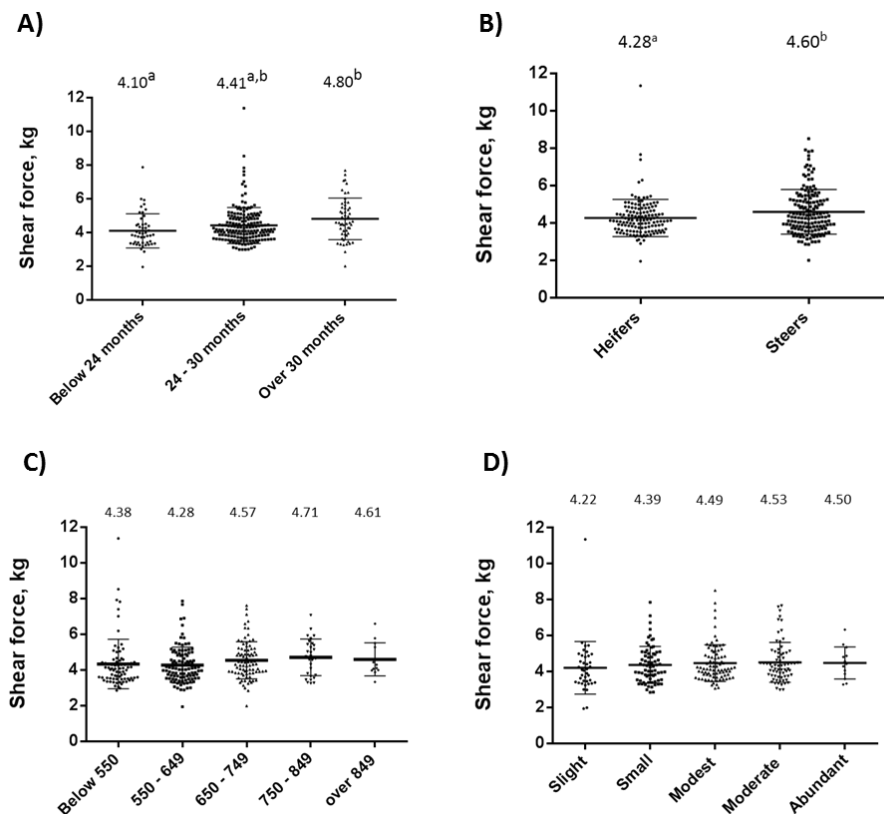 A)
4.10a 4.41a,b 4.80b
Shear force, kg
12
10
8
6
4
2
0
Below 24 months
24 - 30 months
Over 30 months
B)
4.28a 4.60b
Shear force, kg
12
10
8
6
4
2
0
Heifers
Steers
C)
4.38 4.28 4.57 4.71 4.61
Shear force, kg
12
10
8
6
4
2
0
Below 550
550 - 649
650 - 749
750 - 849
over 849
D)
4.22 4.39 4.49 4.53 4.50
Shear force, kg
12
10
8
6
4
2
0
Slight
Small
Modest
Moderate
Abundant